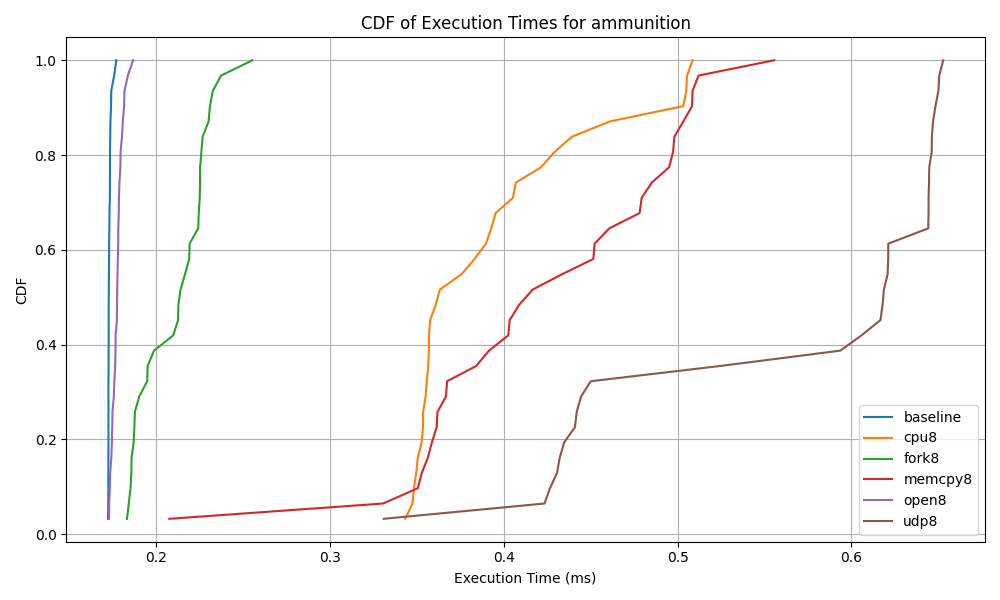 CDF of Execution Times for ammunition
CDF
1.0
0.8
0.6
0.4
0.2
0.0
0.2
0.3
0.4
0.5
0.6
Execution Time (ms)
baseline
cpu8
fork8
memcpy8
open8
udp8